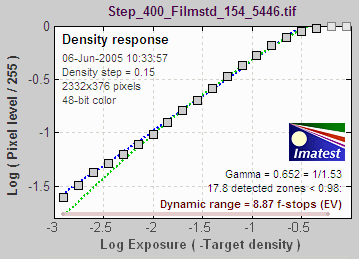 Step_400_Filmstd_154_5446.tif
Density response
06-Jun-2005 10:33:57
Density step = 0.15
2332x376 pixels
48-bit color
Imatest
Gamma = 0.652 = 1/1.53
17.8 detected zones < 0.98:
Dynamic range = 8.87 f-stops (EV)
Log ( Pixel level / 255 )
0
-0.5
-1
-1.5
-3
-2.5
-2
-1.5
-1
-0.5
Log Exposure ( -Target density )